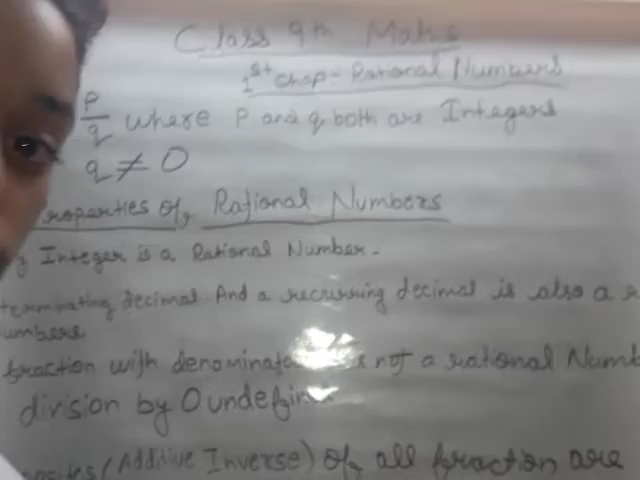 Class 9th Maths
1st chap - Rational Numbers
P/q where P and q both are Integers
q ≠ 0
roperties of Rational Numbers
Integer is a Rational Number.
terminating decimal And a recurring decimal is also a r
umbers
fraction with denominator not a rational Numb
division by 0 undefin
(Additive Inverse) of all fraction are